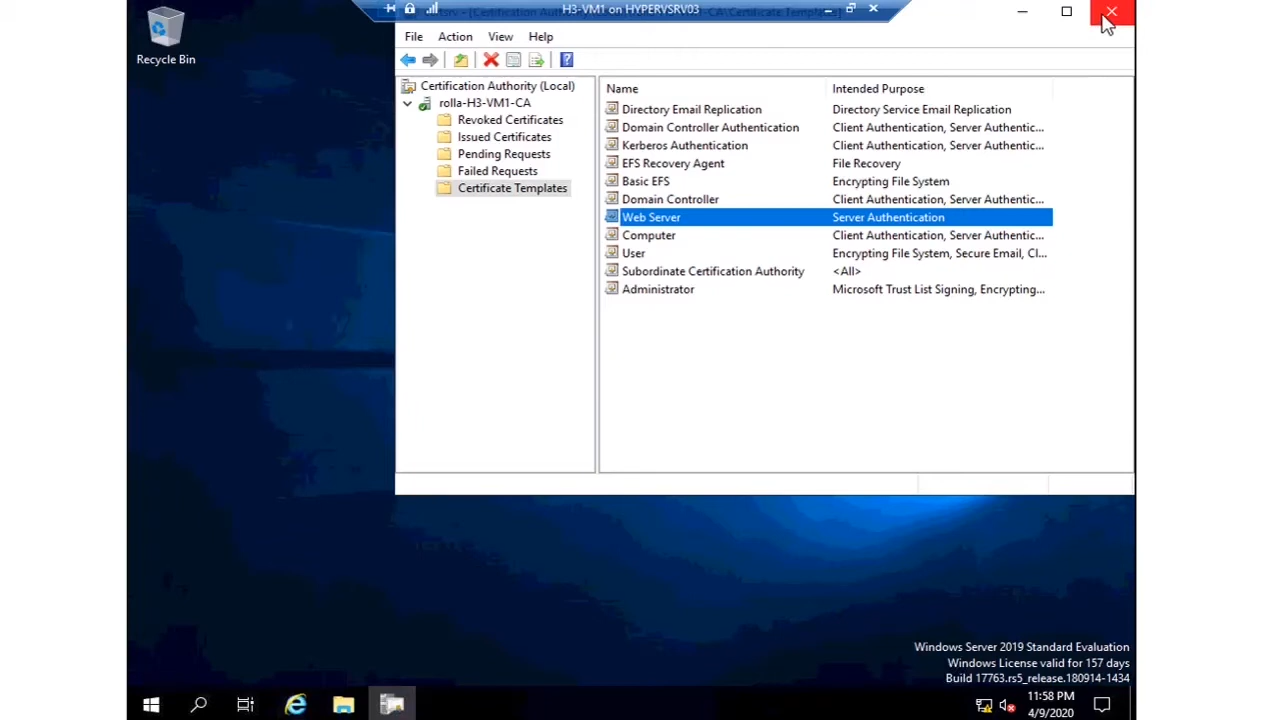 H3-VM1 on HYPERVSRV03
Recycle Bin
File Action View Help
Certification Authority (Local)
rolla-H3-VM1-CA
Revoked Certificates
Issued Certificates
Pending Requests
Failed Requests
Certificate Templates
Name Intended Purpose
Directory Email Replication Directory Service Email Replication
Domain Controller Authentication Client Authentication, Server Authentic...
Kerberos Authentication Client Authentication, Server Authentic...
EFS Recovery Agent File Recovery
Basic EFS Encrypting File System
Domain Controller Client Authentication, Server Authentic...
Web Server Server Authentication
Computer Client Authentication, Server Authentic...
User Encrypting File System, Secure Email, Cl...
Subordinate Certification Authority <All>
Administrator Microsoft Trust List Signing, Encrypting...
Windows Server 2019 Standard Evaluation
Windows License valid for 157 days
Build 17763.rs5_release.180914-1434
11:58 PM
4/9/2020